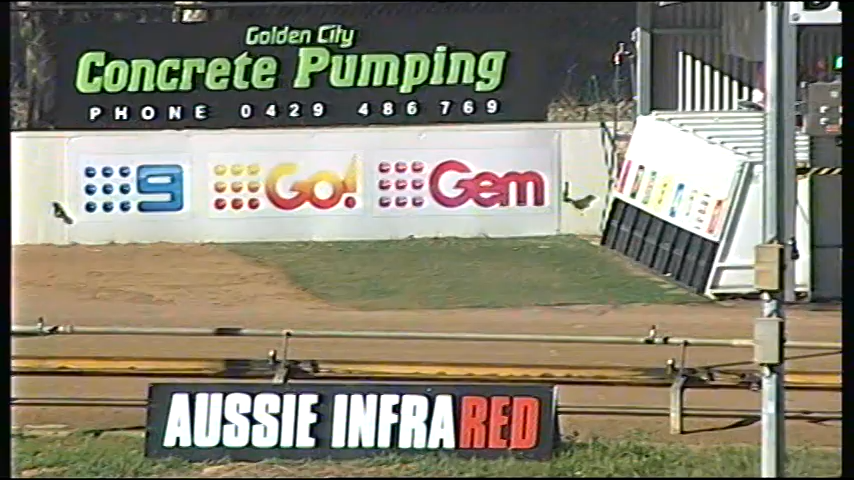 Golden City
Concrete Pumping
PHONE 0429 486 769
9 Go! Gem
AUSSIE INFRARED